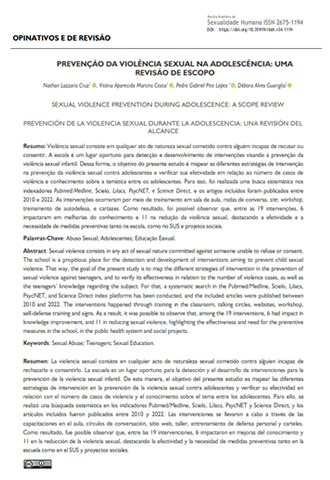 Revista Brasileira de
Sexualidade Humana ISSN 2675-1194
DOI: https://doi.org/10.35919/rbsh.v34.1119
OPINATIVOS E DE REVISÃO
PREVENÇÃO DA VIOLÊNCIA SEXUAL NA ADOLESCÊNCIA: UMA
REVISÃO DE ESCOPO
Nathan Lazzaris Cruz¹, Vitória Aparecida Martins Costa², Pedro Gabriel Pito Lopes³, Débora Alves Guariglia⁴
SEXUAL VIOLENCE PREVENTION DURING ADOLESCENCE: A SCOPE REVIEW
PREVENCIÓN DE LA VIOLENCIA SEXUAL DURANTE LA ADOLESCENCIA: UNA REVISIÓN DEL
ALCANCE
Resumo: Violência sexual consiste em qualquer ato de natureza sexual cometido contra alguém incapaz de recusar ou
consentir. A escola é um lugar oportuno para detecção e desenvolvimento de intervenções visando à prevenção da
violência sexual infantil. Dessa forma, o objetivo do presente estudo é mapear as diferentes estratégias de intervenção
na prevenção da violência sexual contra adolescentes e verificar sua efetividade em relação ao número de casos de
violência e conhecimento sobre a temática entre os adolescentes. Para isso, foi realizada uma busca sistemática nos
indexadores Pubmed/Medline, Scielo, Lilacs, PsycNET, e Science Direct, e os artigos incluídos foram publicados entre
2010 e 2022. As intervenções ocorreram por meio de treinamento em sala de aula, rodas de conversa, site, workshop,
treinamento de autodefesa, e cartazes. Como resultado, foi possível observar que, entre as 19 intervenções, 6
impactaram em melhorias do conhecimento e 11 na redução da violência sexual, destacando a efetividade e a
necessidade de medidas preventivas tanto na escola, como no SUS e projetos sociais.
Palavras-Chave: Abuso Sexual; Adolescentes; Educação Sexual.
Abstract: Sexual violence consists in any act of sexual nature committed against someone unable to refuse or consent.
The school is a propitious place for the detection and development of interventions aiming to prevent child sexual
violence. That way, the goal of the present study is to map the different strategies of intervention in the prevention of
sexual violence against teenagers, and to verify its effectiveness in relation to the number of violence cases, as well as
the teenagers' knowledge regarding the subject. For that, a systematic search in the Pubmed/Medline, Scielo, Lilacs,
PsycNET, and Science Direct index platforms has been conducted, and the included articles were published between
2010 and 2022. The interventions happened through training in the classroom, talking circles, websites, workshop,
self-defense training and signs. As a result, it was possible to observe that, among the 19 interventions, 6 had impact in
knowledge improvement, and 11 in reducing sexual violence, highlighting the effectiveness and need for the preventive
measures in the school, in the public health system and social projects.
Keywords: Sexual Abuse; Teenagers; Sexual Education.
Resumen: La violencia sexual consiste en cualquier acto de naturaleza sexual cometido contra alguien incapaz de
rechazarlo o consentirlo. La escuela es un lugar oportuno para la detección y el desarrollo de intervenciones para la
prevención de la violencia sexual infantil. De esta manera, el objetivo del presente estudio es mapear las diferentes
estrategias de intervención en la prevención de la violencia sexual contra adolescentes y verificar su efectividad en
relación con el número de casos de violencia y el conocimiento sobre el tema entre los adolescentes. Para ello, se
realizó una búsqueda sistemática en los indicadores Pubmed/Medline, Scielo, Lilacs, PsycNET y Science Direct, y los
artículos incluidos fueron publicados entre 2010 y 2022. Las intervenciones se llevaron a cabo a través de las
capacitaciones en el aula, círculos de conversación, sitio web, taller, entrenamiento de defensa personal y carteles.
Como resultado, fue posible observar que, entre las 19 intervenciones, 6 impactaron en mejoras del conocimiento y
11 en la reducción de la violencia sexual, destacando la efectividad y la necesidad de medidas preventivas tanto en la
escuela como en el SUS y proyectos sociales.